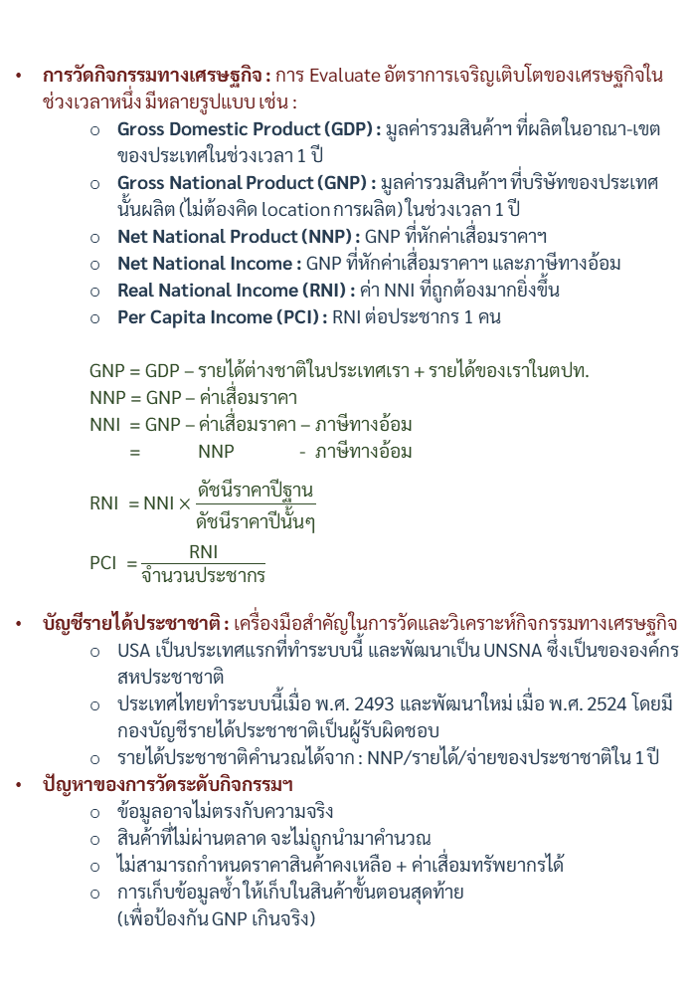 • การวัดกิจกรรมทางเศรษฐกิจ : การ Evaluate อัตราการเจริญเติบโตของเศรษฐกิจใน
ช่วงเวลาหนึ่ง มีหลายรูปแบบ เช่น :
o Gross Domestic Product (GDP) : มูลค่ารวมสินค้าฯ ที่ผลิตในอาณา-เขต
ของประเทศในช่วงเวลา 1 ปี
o Gross National Product (GNP) : มูลค่ารวมสินค้าฯ ที่บริษัทของประเทศ
นั้นผลิต (ไม่ต้องคิด location การผลิต) ในช่วงเวลา 1 ปี
o Net National Product (NNP) : GNP ที่หักค่าเสื่อมราคาฯ
o Net National Income : GNP ที่หักค่าเสื่อมราคาฯ และภาษีทางอ้อม
o Real National Income (RNI) : ค่า NNI ที่ถูกต้องมากยิ่งขึ้น
o Per Capita Income (PCI) : RNI ต่อประชากร 1 คน
GNP = GDP – รายได้ต่างชาติในประเทศเรา + รายได้ของเราในตปท.
NNP = GNP – ค่าเสื่อมราคา
NNI = GNP – ค่าเสื่อมราคา – ภาษีทางอ้อม
= NNP - ภาษีทางอ้อม
RNI = NNI × ดัชนีราคาปีฐาน
ดัชนีราคาปีนั้นๆ
PCI = RNI
จำนวนประชากร
• บัญชีรายได้ประชาชาติ : เครื่องมือสำคัญในการวัดและวิเคราะห์กิจกรรมทางเศรษฐกิจ
o USA เป็นประเทศแรกที่ทำระบบนี้ และพัฒนาเป็น UNSNA ซึ่งเป็นขององค์กร
สหประชาชาติ
o ประเทศไทยทำระบบนี้เมื่อ พ.ศ. 2493 และพัฒนาใหม่ เมื่อ พ.ศ. 2524 โดยมี
กองบัญชีรายได้ประชาชาติเป็นผู้รับผิดชอบ
o รายได้ประชาชาติคำนวณได้จาก : NNP/รายได้/จ่ายของประชาชาติใน 1 ปี
• ปัญหาของการวัดระดับกิจกรรมฯ
o ข้อมูลอาจไม่ตรงกับความจริง
o สินค้าที่ไม่ผ่านตลาด จะไม่ถูกนำมาคำนวณ
o ไม่สามารถกำหนดราคาสินค้าคงเหลือ + ค่าเสื่อมทรัพยากรได้
o การเก็บข้อมูลซ้ำ ให้เก็บในสินค้าขั้นตอนสุดท้าย
(เพื่อป้องกัน GNP เกินจริง)